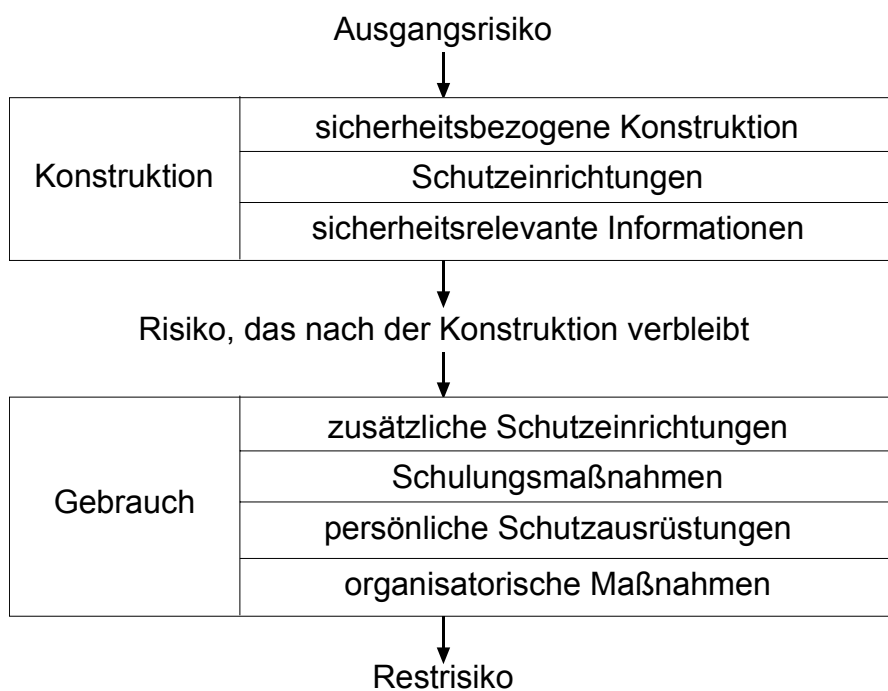 Ausgangsrisiko
Konstruktion
sicherheitsbezogene Konstruktion
Schutzeinrichtungen
sicherheitsrelevante Informationen
Risiko, das nach der Konstruktion verbleibt
Gebrauch
zusätzliche Schutzeinrichtungen
Schulungsmaßnahmen
persönliche Schutzausrüstungen
organisatorische Maßnahmen
Restrisiko